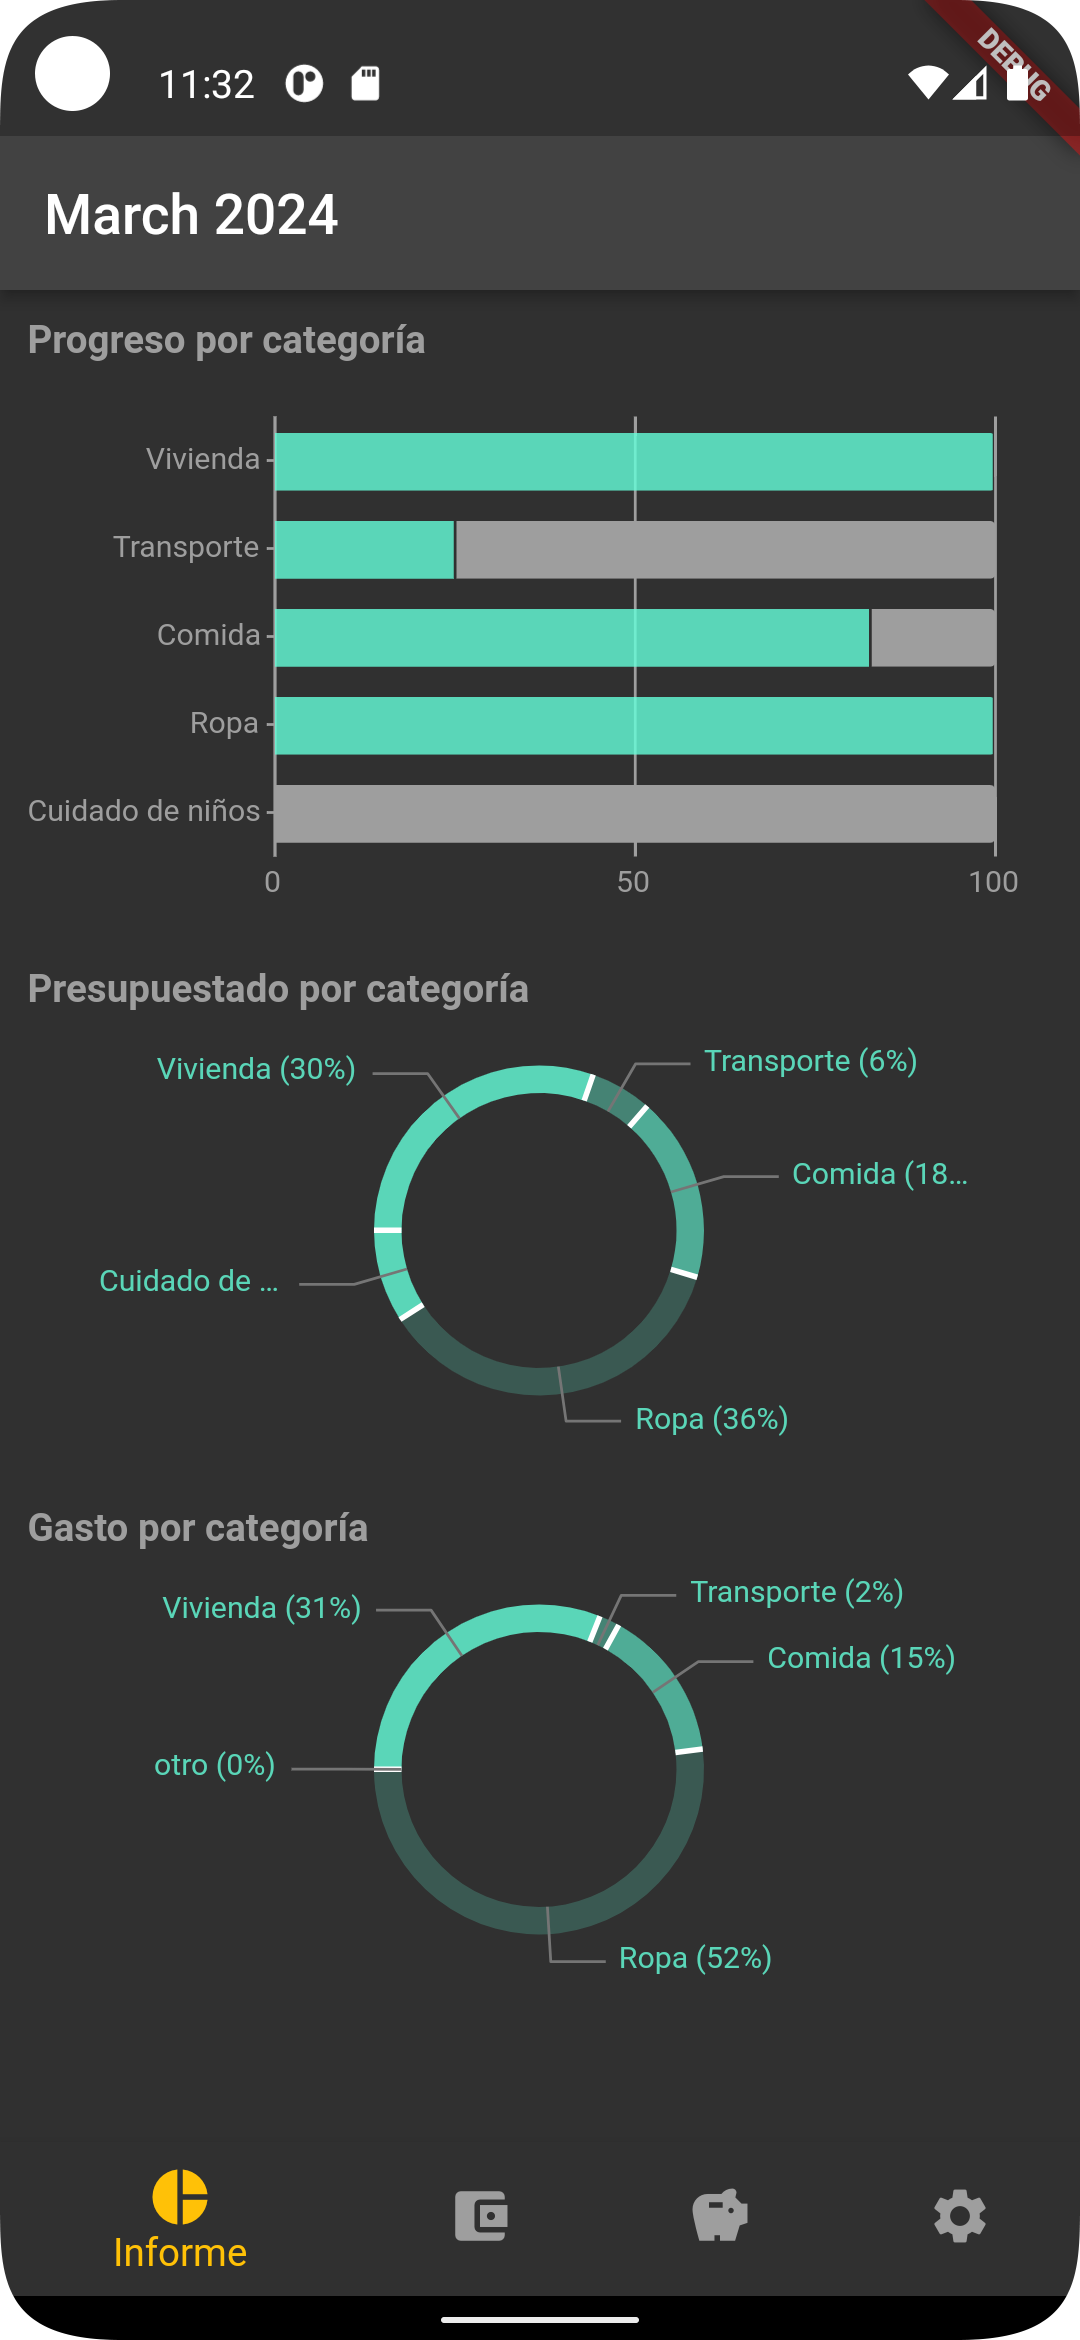 11:32
DEBUG
March 2024
Progreso por categoría
Vivienda
Transporte
Comida
Ropa
Cuidado de niños
0 50 100
Presupuestado por categoría
Vivienda (30%)
Transporte (6%)
Comida (18...
Cuidado de ...
Ropa (36%)
Gasto por categoría
Vivienda (31%)
Transporte (2%)
Comida (15%)
otro (0%)
Ropa (52%)
Informe